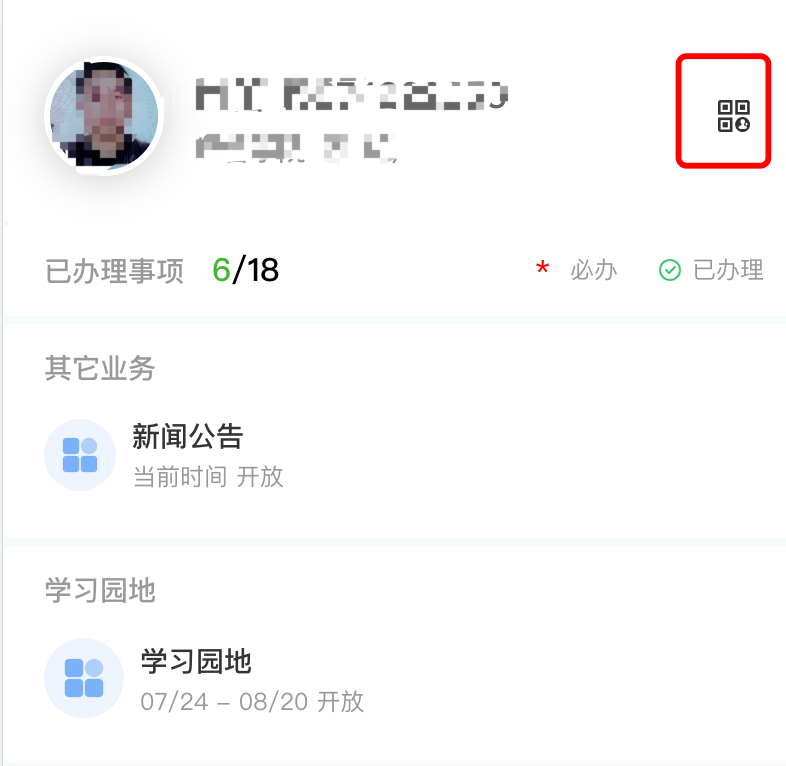 已办理事项 6/18 * 必办 已办理
其它业务
新闻公告
当前时间 开放
学习园地
学习园地
07/24 – 08/20 开放